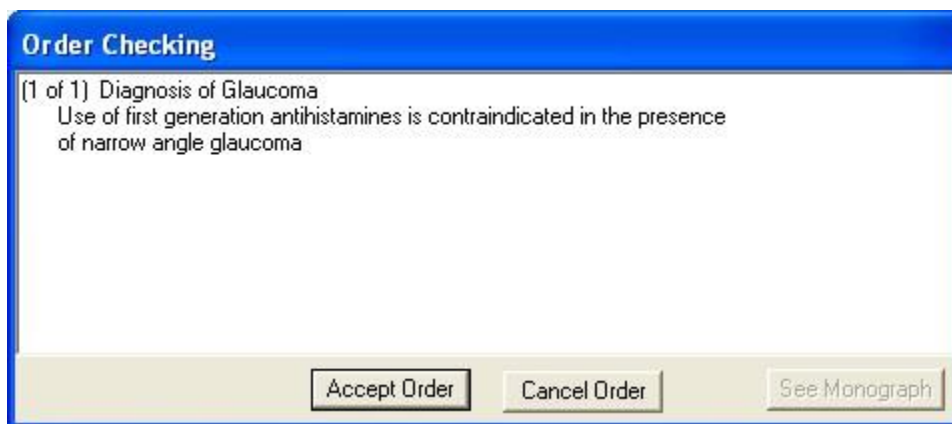 Order Checking
(1 of 1) Diagnosis of Glaucoma
Use of first generation antihistamines is contraindicated in the presence
of narrow angle glaucoma
Accept Order Cancel Order See Monograph